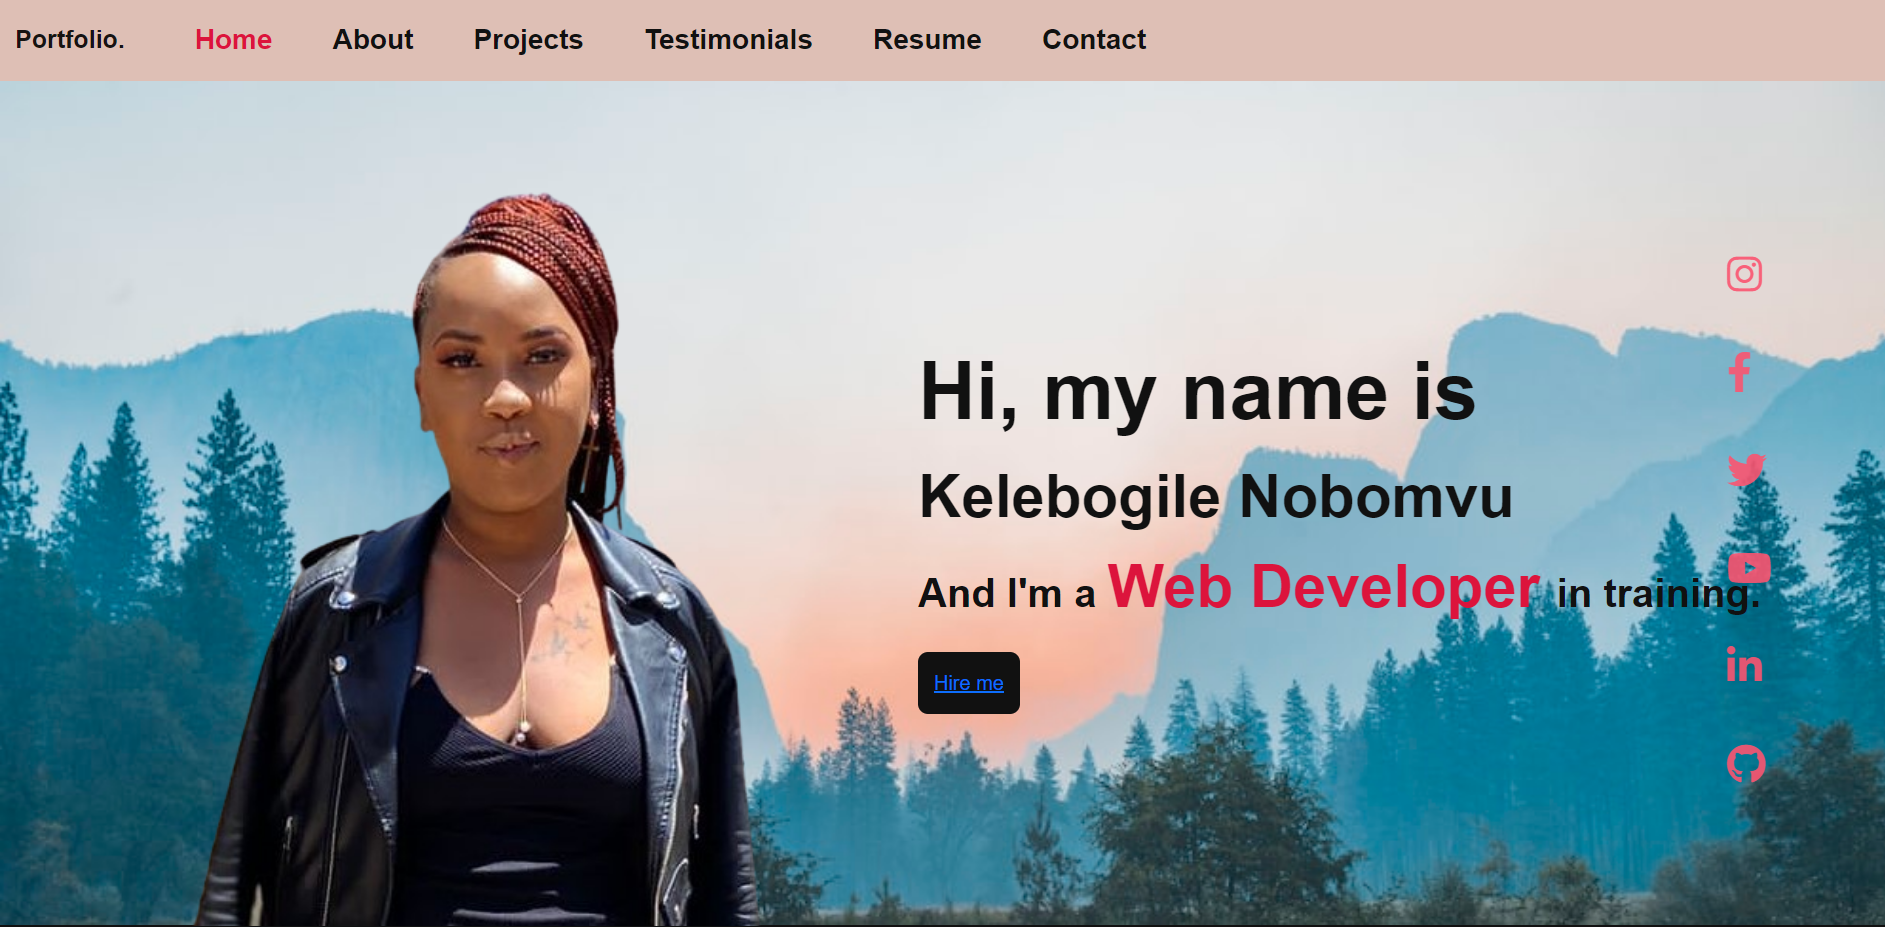 Portfolio. Home About Projects Testimonials Resume Contact
Hi, my name is
Kelebogile Nobomvu
And I'm a Web Developer in training.
Hire me